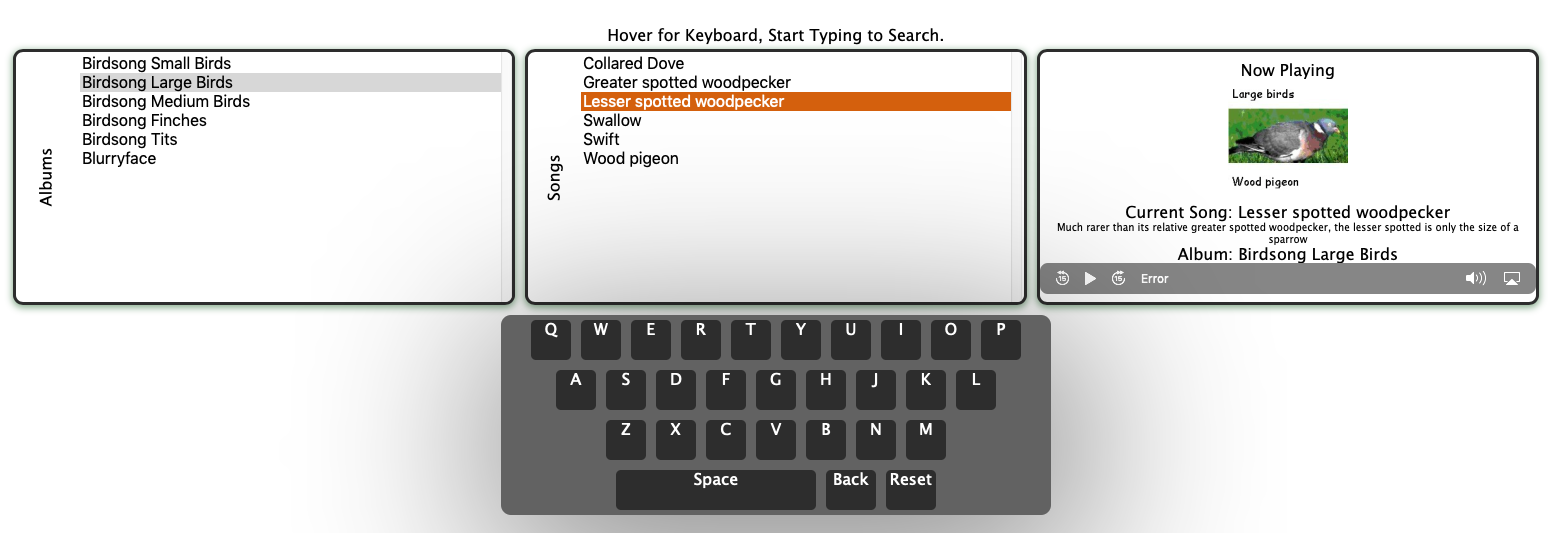 Hover for Keyboard, Start Typing to Search.
Albums
Birdsong Small Birds
Birdsong Large Birds
Birdsong Medium Birds
Birdsong Finches
Birdsong Tits
Blurryface
Songs
Collared Dove
Greater spotted woodpecker
Lesser spotted woodpecker
Swallow
Swift
Wood pigeon
Now Playing
Large birds
Wood pigeon
Current Song: Lesser spotted woodpecker
Much rarer than its relative greater spotted woodpecker, the lesser spotted is only the size of a
sparrow
Album: Birdsong Large Birds
15 15 Error
Q W E R T Y U I O P
A S D F G H J K L
Z X C V B N M
Space Back Reset